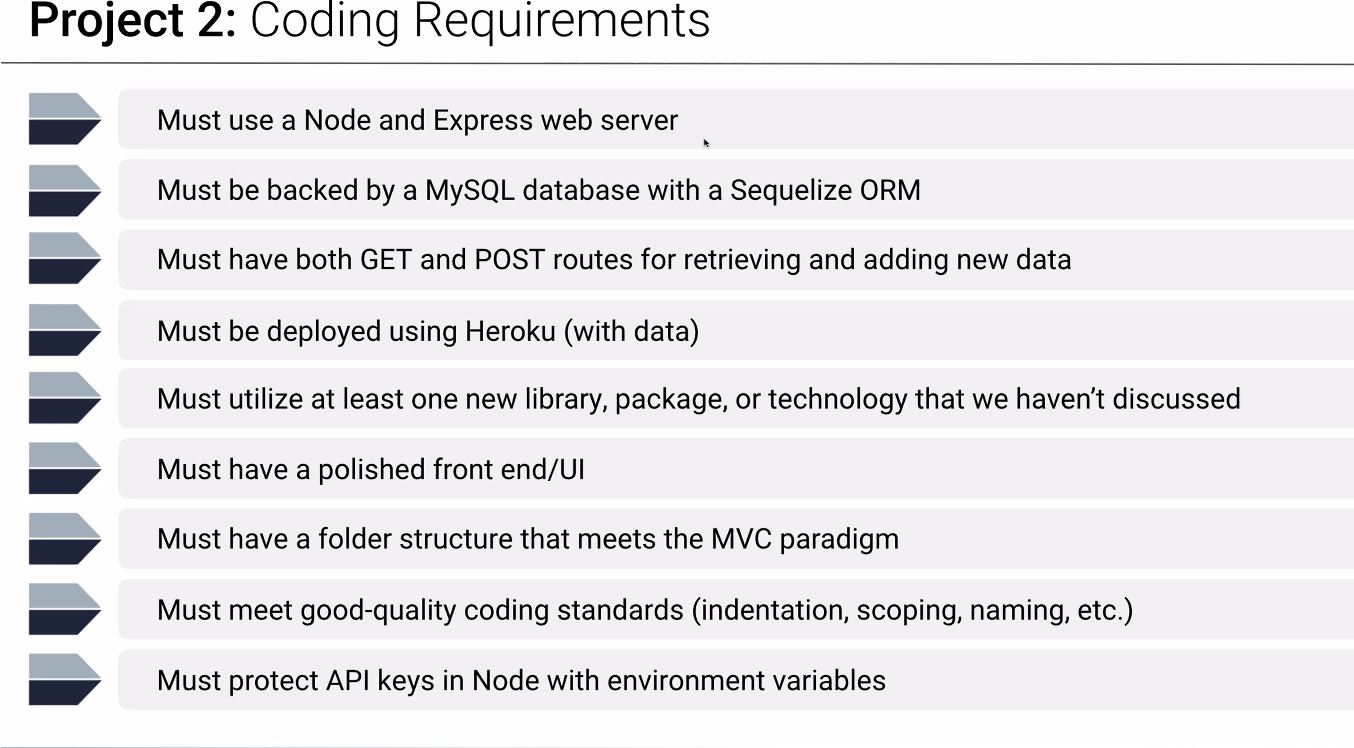 Project 2: Coding Requirements
Must use a Node and Express web server
Must be backed by a MySQL database with a Sequelize ORM
Must have both GET and POST routes for retrieving and adding new data
Must be deployed using Heroku (with data)
Must utilize at least one new library, package, or technology that we haven’t discussed
Must have a polished front end/UI
Must have a folder structure that meets the MVC paradigm
Must meet good-quality coding standards (indentation, scoping, naming, etc.)
Must protect API keys in Node with environment variables